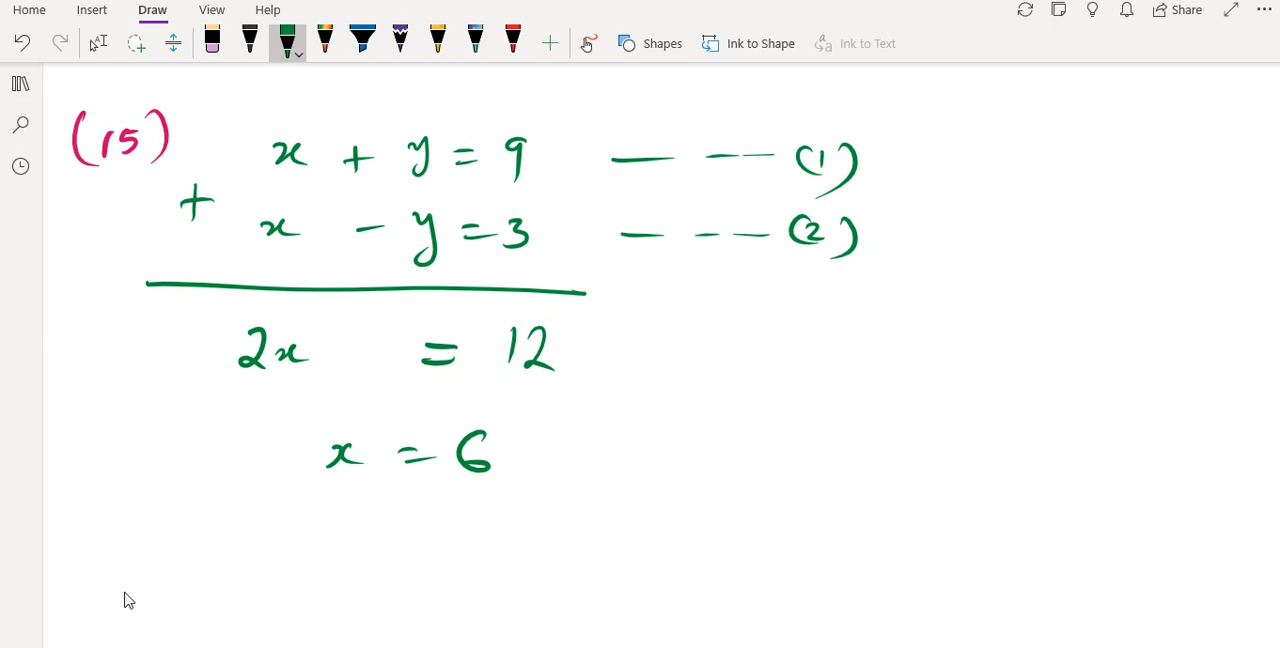 Home Insert Draw View Help Share
Shapes Ink to Shape Ink to Text
(15) x + y = 9 — - — (1)
+
x - y = 3 — - — (2)
2x = 12
x = 6